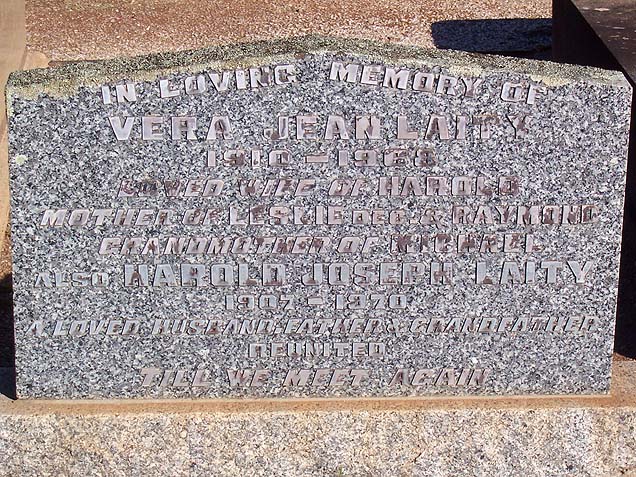 IN LOVING MEMORY OF
VERA JEAN LAITY
1910 - 1968
LOVED WIFE OF HAROLD
MOTHER OF LESLIE DEC. & RAYMOND
GRANDMOTHER OF MICHAEL
ALSO HAROLD JOSEPH LAITY
1907 - 1970
A LOVED HUSBAND, FATHER & GRANDFATHER
REUNITED
TILL WE MEET AGAIN